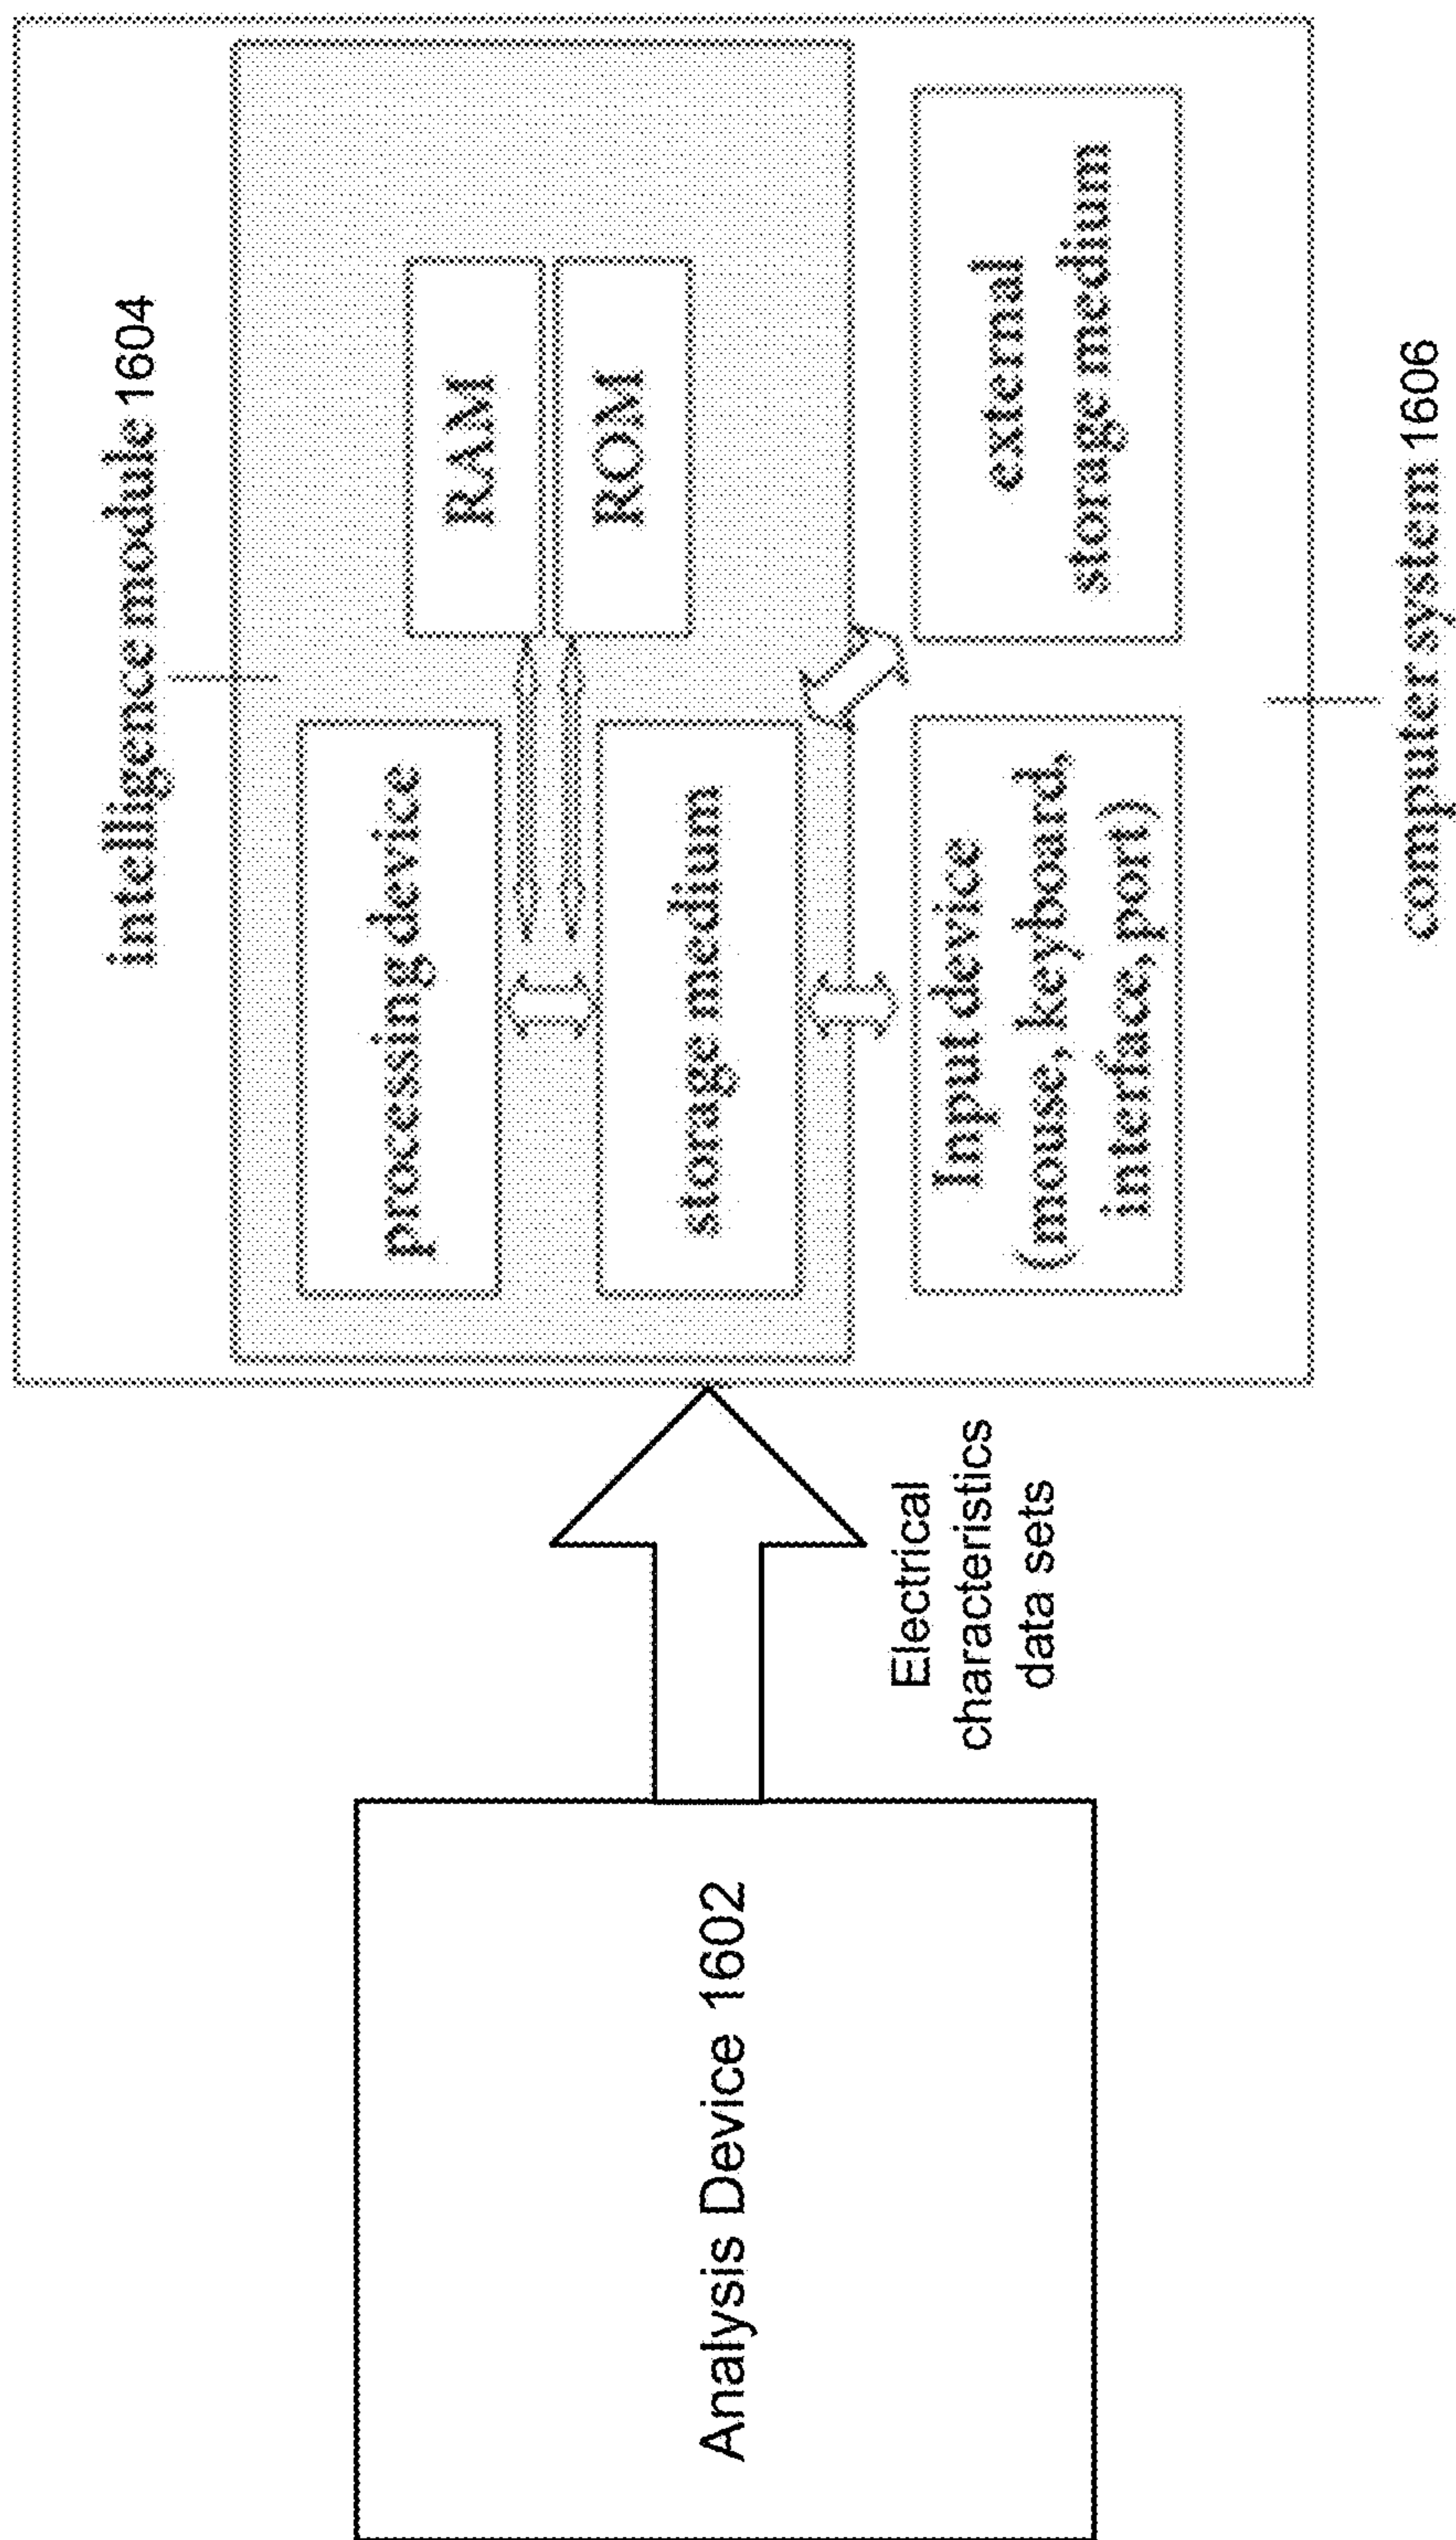 intelligence module 1604
processing device
RAM
ROM
storage medium
Input device
(mouse, keyboard,
interface, port)
external
storage medium
computer system 1606
Electrical
characteristics
data sets
Analysis Device 1602